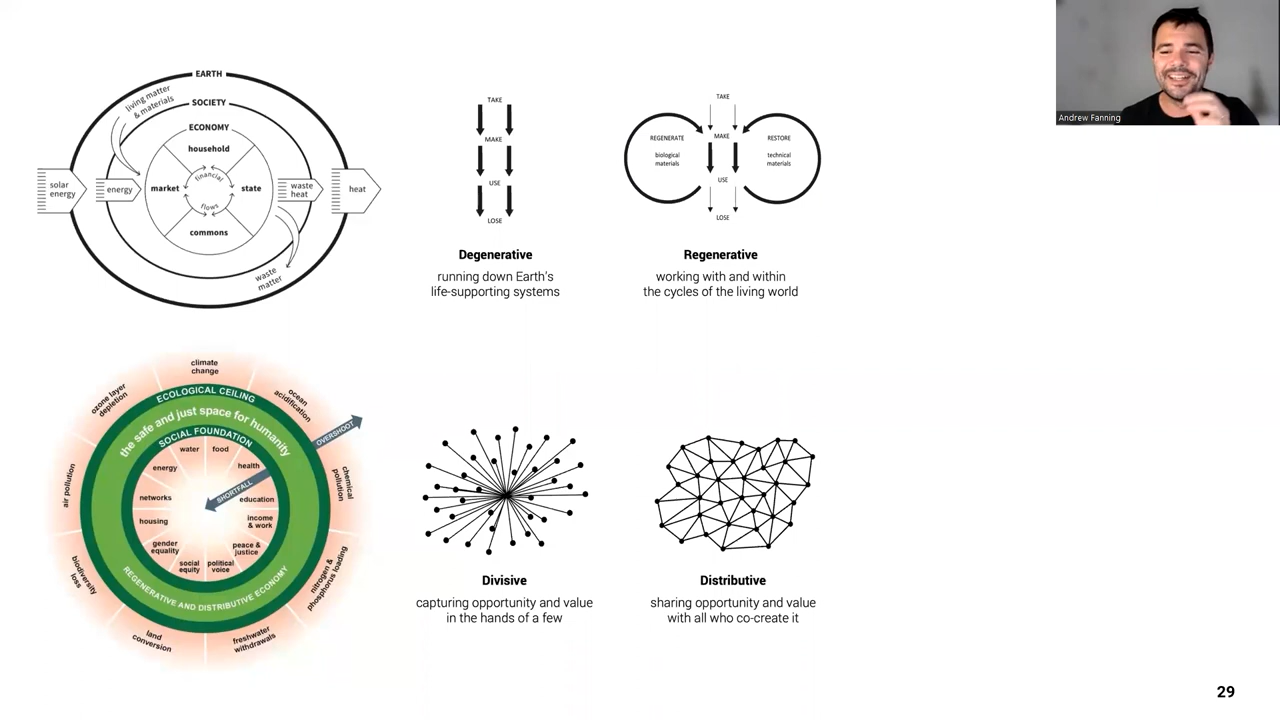 EARTH
living matter
& materials
SOCIETY
ECONOMY
household
financial
market
state
flows
commons
solar
energy
energy
waste
heat
heat
waste
matter
TAKE
MAKE
USE
LOSE
Degenerative
running down Earth's
life-supporting systems
TAKE
REGENERATE
biological
materials
MAKE
RESTORE
technical
materials
USE
LOSE
Regenerative
working with and within
the cycles of the living world
Andrew Fanning
climate
change
ozone layer
depletion
ocean
acidification
ECOLOGICAL CEILING
the safe and just space for humanity
SOCIAL FOUNDATION
OVERSHOOT
water
food
energy
health
SHORTFALL
networks
education
housing
income
& work
gender
equality
peace &
justice
social
equity
political
voice
REGENERATIVE AND DISTRIBUTIVE ECONOMY
air pollution
chemical
pollution
biodiversity
loss
nitrogen &
phosphorus loading
land
conversion
freshwater
withdrawals
Divisive
capturing opportunity and value
in the hands of a few
Distributive
sharing opportunity and value
with all who co-create it
29